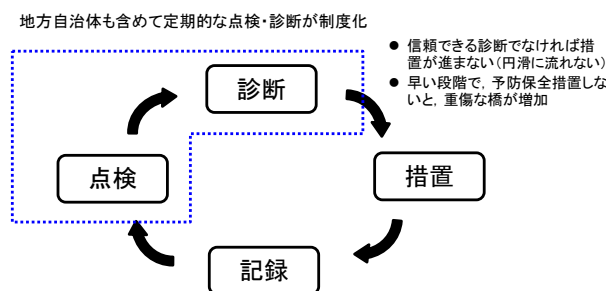 地方自治体も含めて定期的な点検・診断が制度化
● 信頼できる診断でなければ措
置が進まない（円滑に流れない）
● 早い段階で，予防保全措置しな
いと，重傷な橋が増加
診断
点検
措置
記録